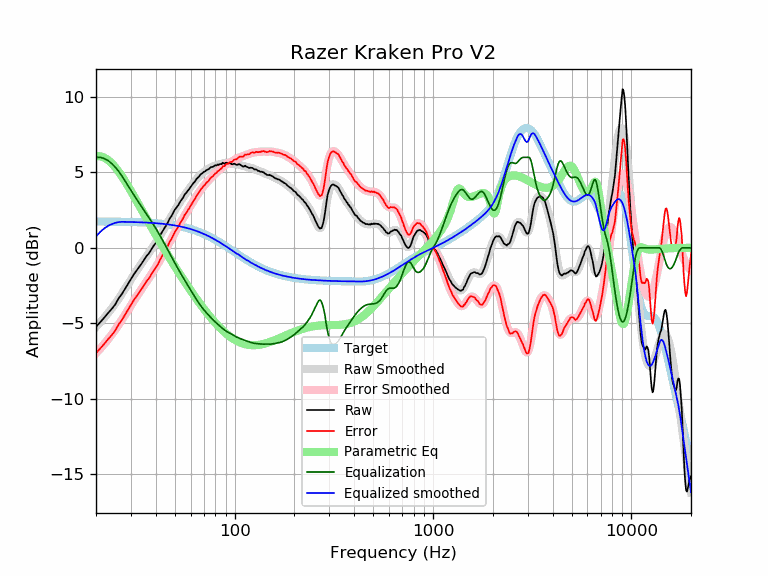 Razer Kraken Pro V2
10
5
0
−5
−10
−15
Amplitude (dBr)
Target
Raw Smoothed
Error Smoothed
Raw
Error
Parametric Eq
Equalization
Equalized smoothed
100
1000
10000
Frequency (Hz)